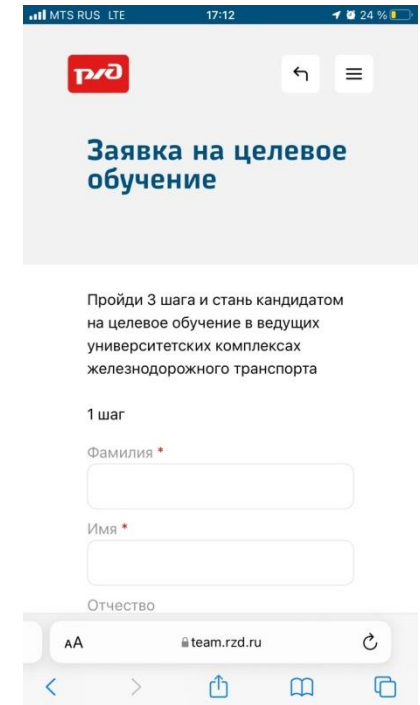 MTS RUS LTE 17:12 24 %
ржд
Заявка на целевое
обучение
Пройди 3 шага и стань кандидатом
на целевое обучение в ведущих
университетских комплексах
железнодорожного транспорта
1 шаг
Фамилия *
Имя *
Отчество
AA team.rzd.ru